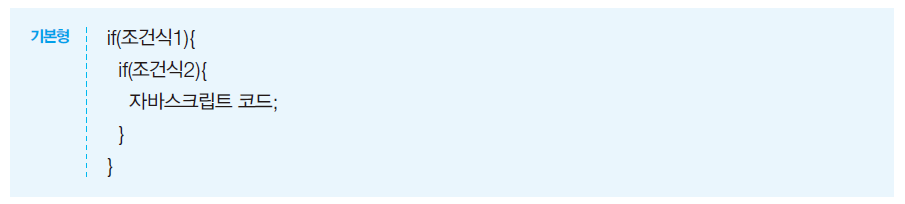 기본형
if(조건식1){
if(조건식2){
자바스크립트 코드;
}
}